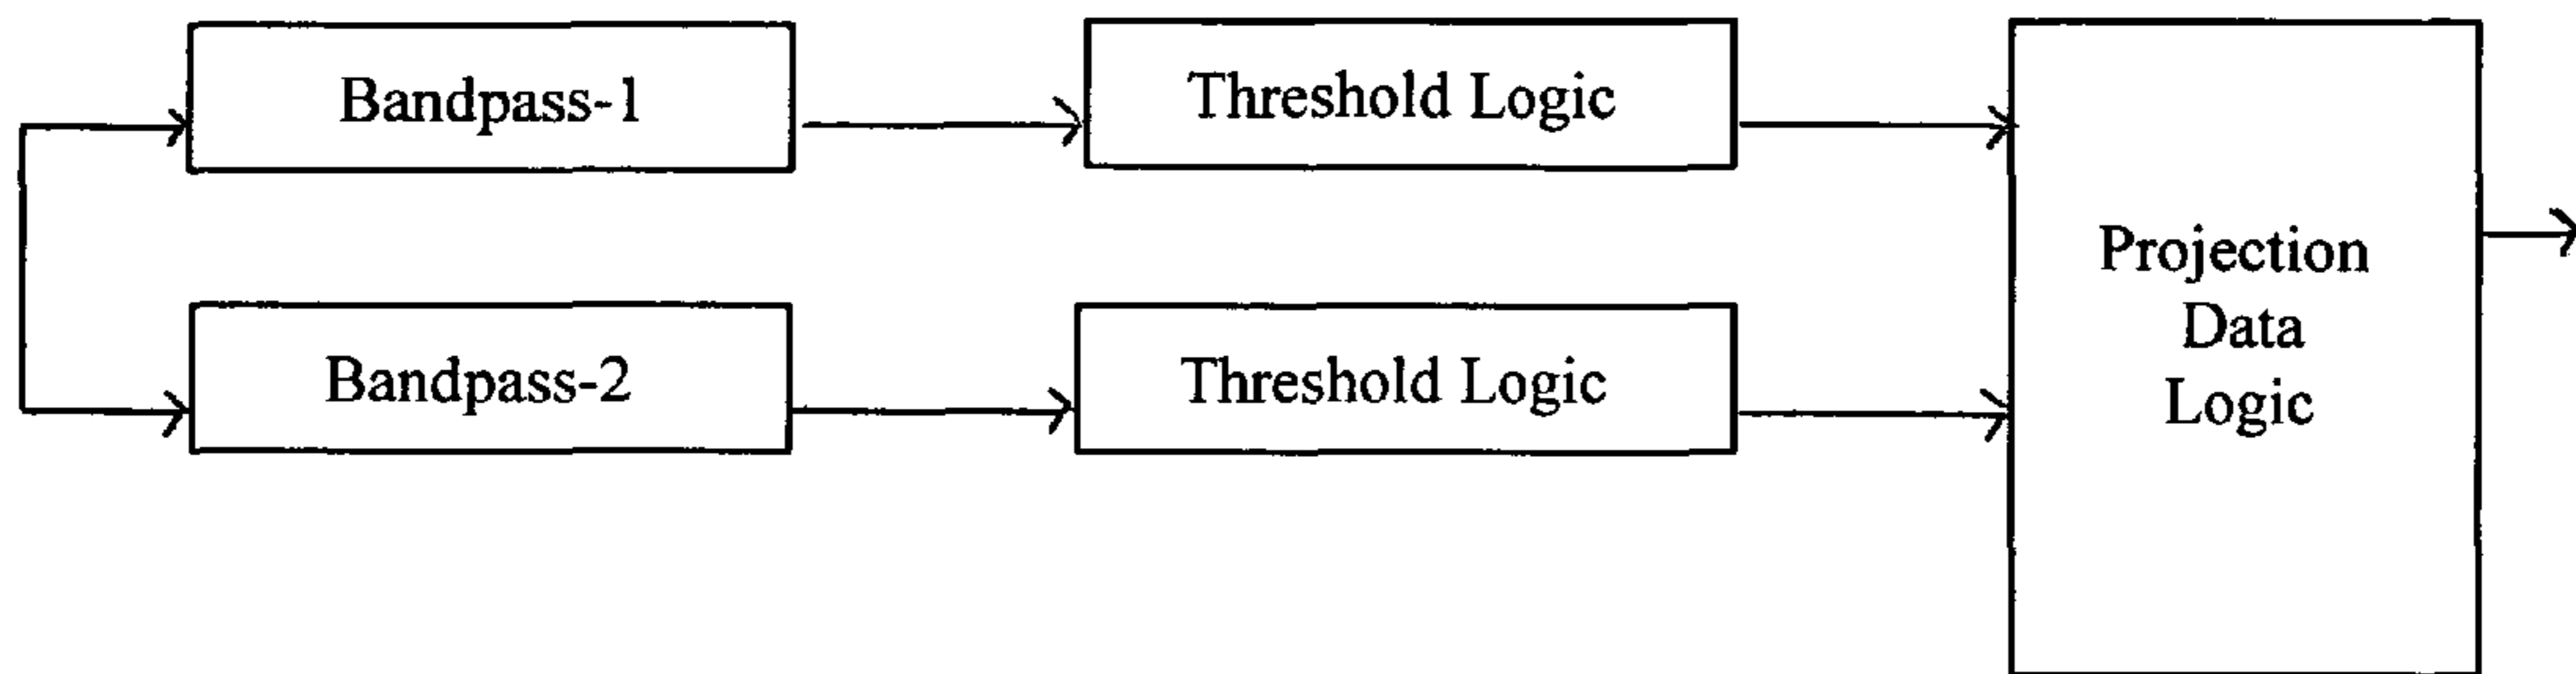 Bandpass-1
Threshold Logic
Bandpass-2
Threshold Logic
Projection
Data
Logic